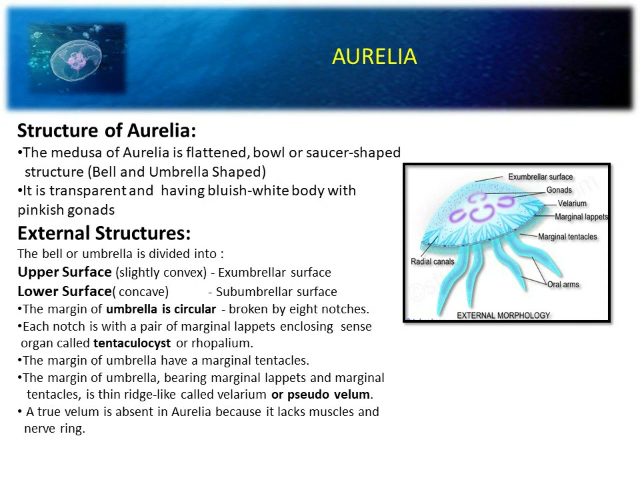 AURELIA
Structure of Aurelia:
•The medusa of Aurelia is flattened, bowl or saucer-shaped
structure (Bell and Umbrella Shaped)
•It is transparent and having bluish-white body with
pinkish gonads
External Structures:
The bell or umbrella is divided into :
Upper Surface (slightly convex) - Exumbrellar surface
Lower Surface( concave) - Subumbrellar surface
•The margin of umbrella is circular - broken by eight notches.
•Each notch is with a pair of marginal lappets enclosing sense
organ called tentaculocyst or rhopalium.
•The margin of umbrella have a marginal tentacles.
•The margin of umbrella, bearing marginal lappets and marginal
tentacles, is thin ridge-like called velarium or pseudo velum.
• A true velum is absent in Aurelia because it lacks muscles and
nerve ring.
Exumbrellar surface
Gonads
Velarium
Marginal lappets
Marginal tentacles
Radial canals
Oral arms
EXTERNAL MORPHOLOGY